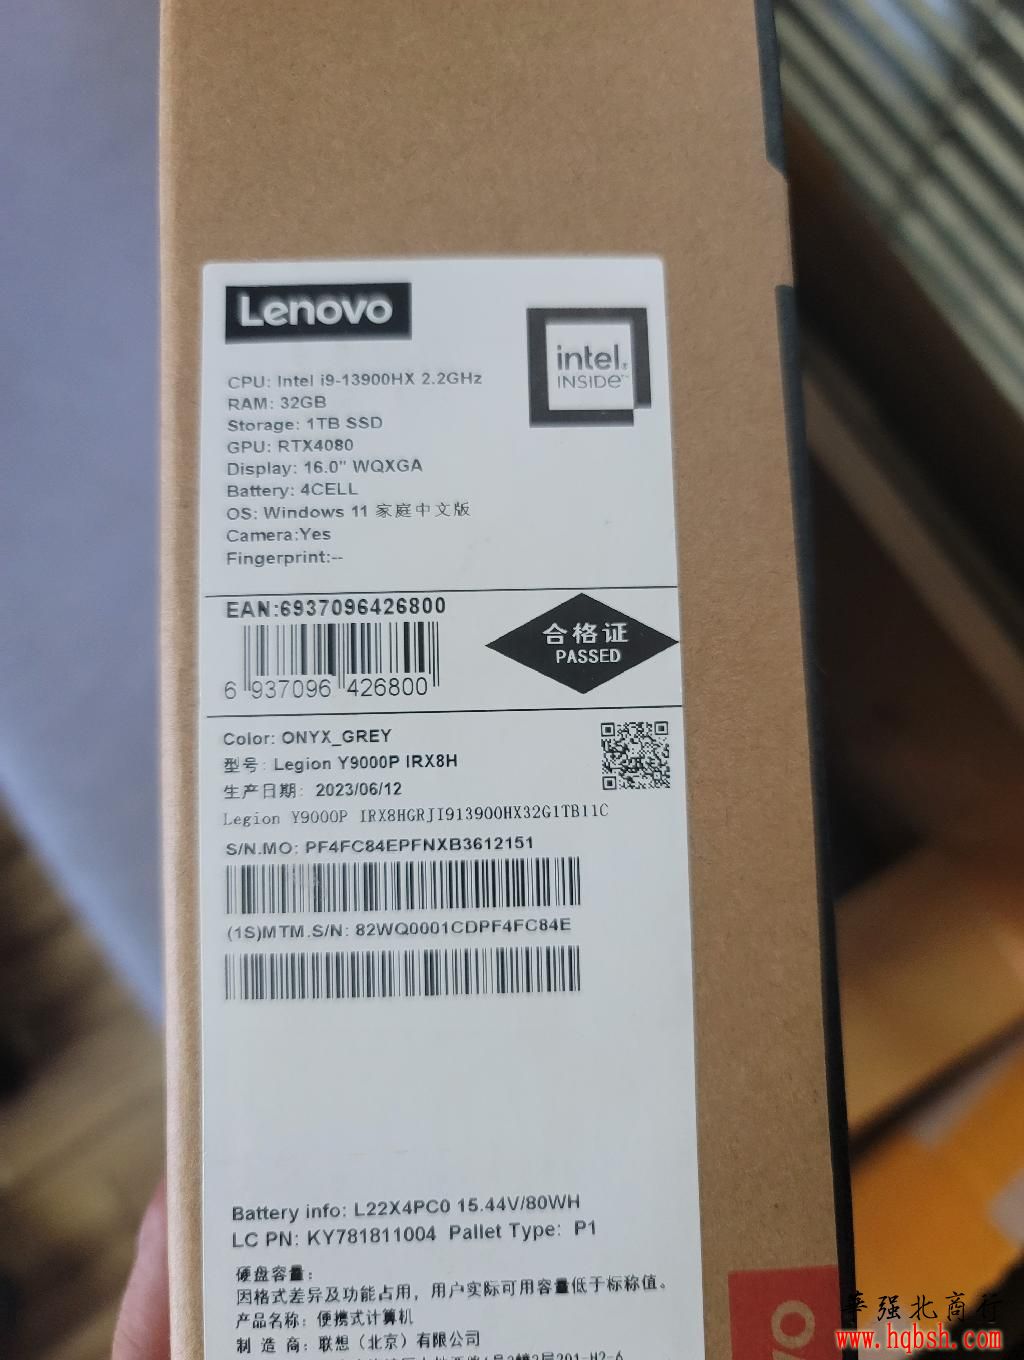 Lenovo
intel.
INSIDE™
CPU: Intel i9-13900HX 2.2GHz
RAM: 32GB
Storage: 1TB SSD
GPU: RTX4080
Display: 16.0" WQXGA
Battery: 4CELL
OS: Windows 11 家庭中文版
Camera:Yes
Fingerprint:--
EAN:6937096426800
6 937096 426800
合格证
PASSED
Color: ONYX_GREY
型号: Legion Y9000P IRX8H
生产日期: 2023/06/12
Legion Y9000P IRX8HGRJI913900HX32G1TB11C
S/N.MO: PF4FC84EPFNXB3612151
(1S)MTM.S/N: 82WQ0001CDPF4FC84E
Battery info: L22X4PC0 15.44V/80WH
LC PN: KY781811004 Pallet Type: P1
硬盘容量:
因格式差异及功能占用，用户实际可用容量低于标称值。
产品名称: 便携式计算机
制 造 商: 联想（北京）有限公司
201-H2-6
華强北商行
www.hqbsh.com